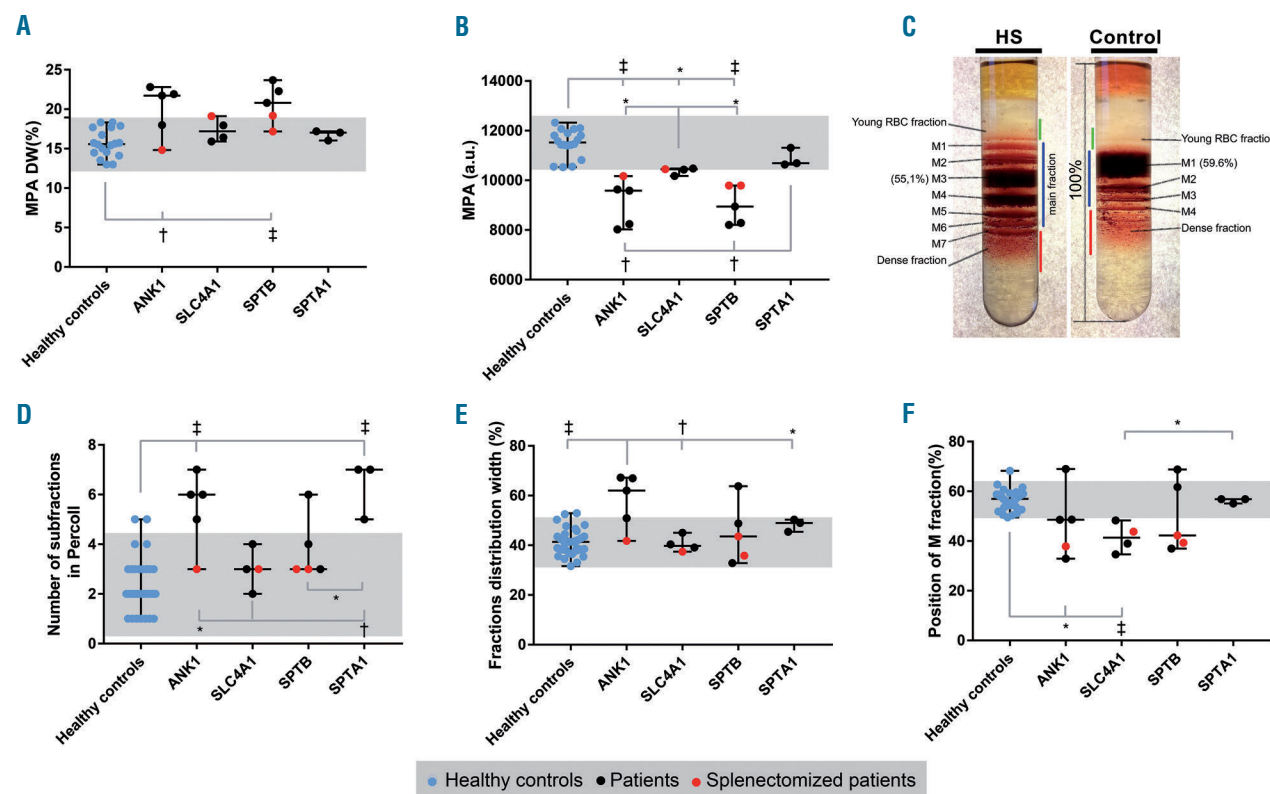 A
MPA DW(%)
25
20
15
10
5
0
†
‡
Healthy controls
ANK1
SLC4A1
SPTB
SPTA1
B
MPA (a.u.)
14000
12000
10000
8000
6000
‡
*
‡
*
*
†
†
Healthy controls
ANK1
SLC4A1
SPTB
SPTA1
C
HS
Control
Young RBC fraction
M1
M2
(55,1%) M3
M4
M5
M6
M7
Dense fraction
main fraction
100%
Young RBC fraction
M1 (59.6%)
M2
M3
M4
Dense fraction
D
Number of subfractions
in Percoll
8
6
4
2
0
‡
‡
*
*
†
Healthy controls
ANK1
SLC4A1
SPTB
SPTA1
E
Fractions distribution width (%)
80
60
40
20
0
‡
†
*
Healthy controls
ANK1
SLC4A1
SPTB
SPTA1
F
Position of M fraction(%)
80
60
40
20
0
*
*
‡
Healthy controls
ANK1
SLC4A1
SPTB
SPTA1
Healthy controls Patients Splenectomized patients